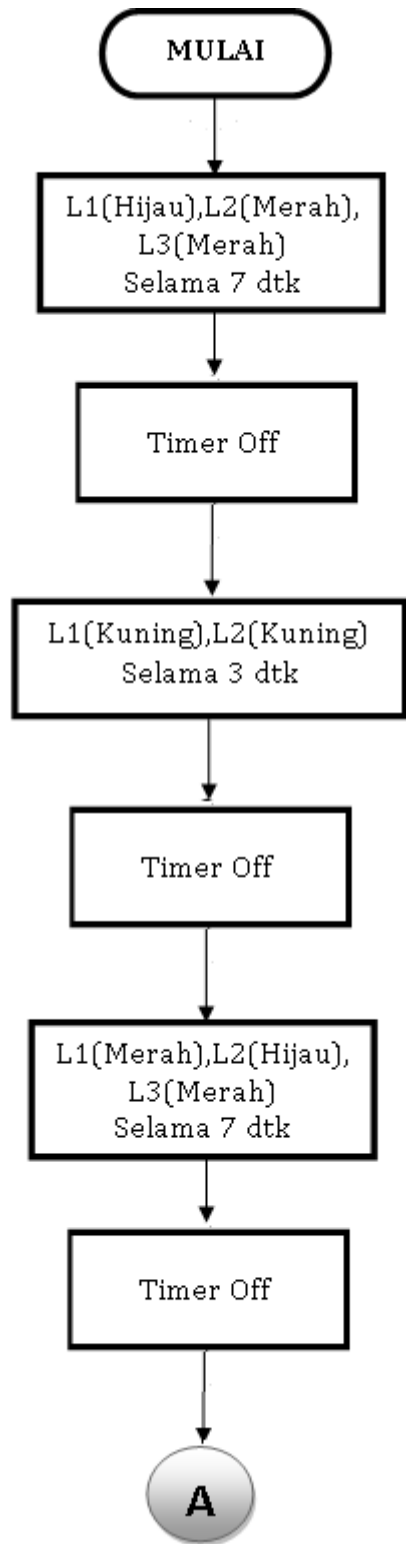 MULAI
L1(Hijau),L2(Merah),
L3(Merah)
Selama 7 dtk
Timer Off
L1(Kuning),L2(Kuning)
Selama 3 dtk
Timer Off
L1(Merah),L2(Hijau),
L3(Merah)
Selama 7 dtk
Timer Off
A